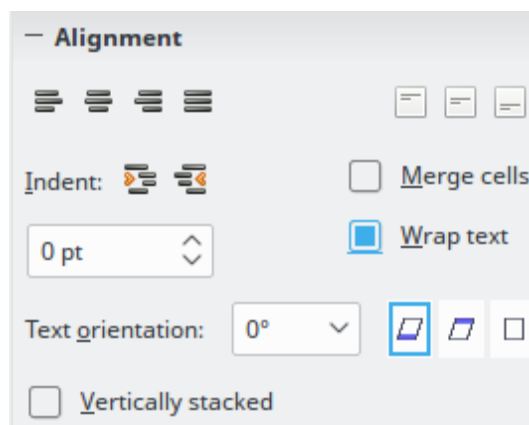 Alignment
Indent:
Merge cells
0 pt
Wrap text
Text orientation: 0°
Vertically stacked